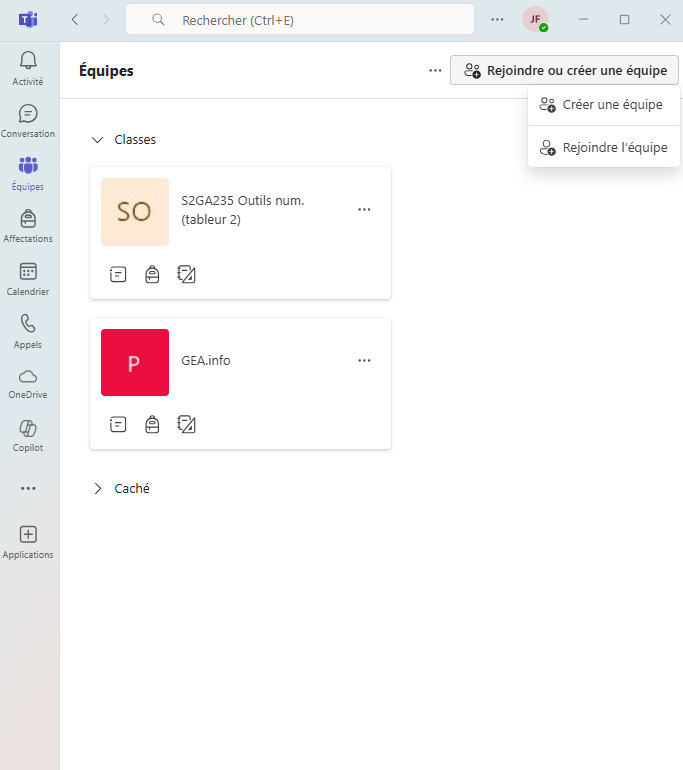 Rechercher (Ctrl+E)
JF
Activité
Conversation
Équipes
Affectations
Calendrier
Appels
OneDrive
Copilot
Applications
Équipes
Rejoindre ou créer une équipe
Créer une équipe
Rejoindre l'équipe
Classes
SO
S2GA235 Outils num.
(tableur 2)
P
GEA.info
Caché